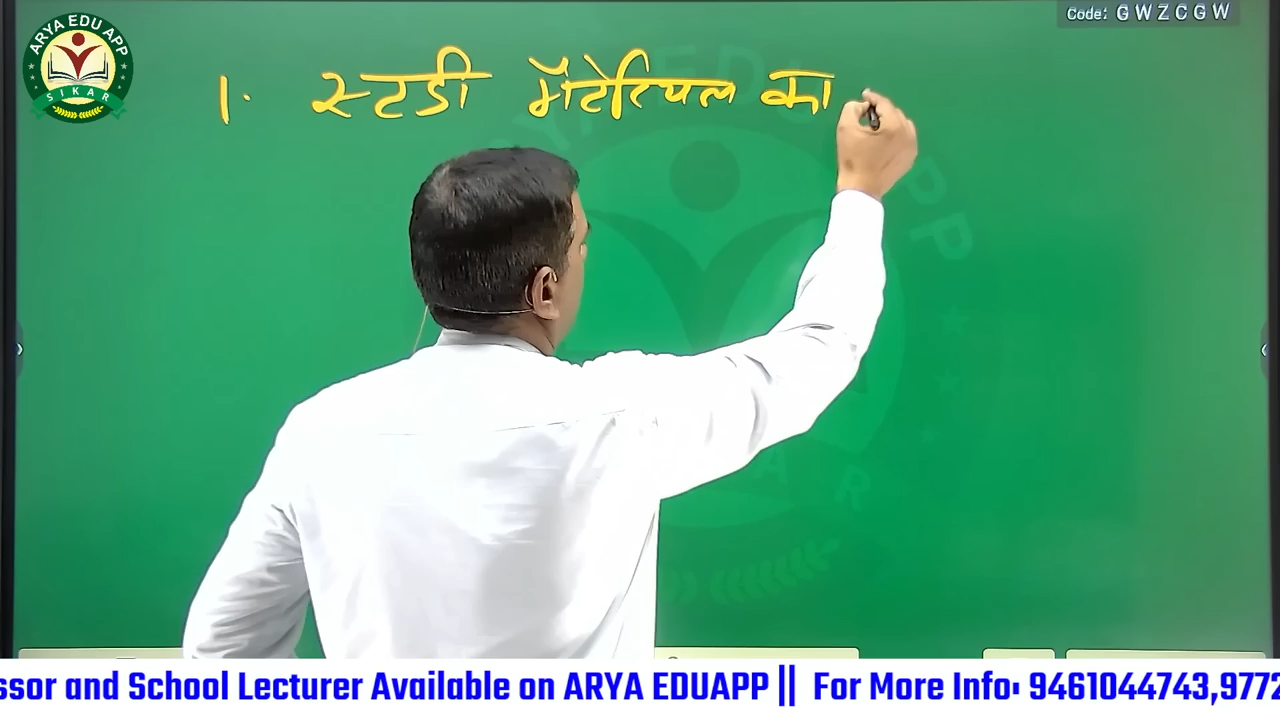 Code: GWZCGW
ARYA EDU APP
SIKAR
1. स्टडी मैटेरियल का
ssor and School Lecturer Available on ARYA EDUAPP || For More Info: 9461044743,9772